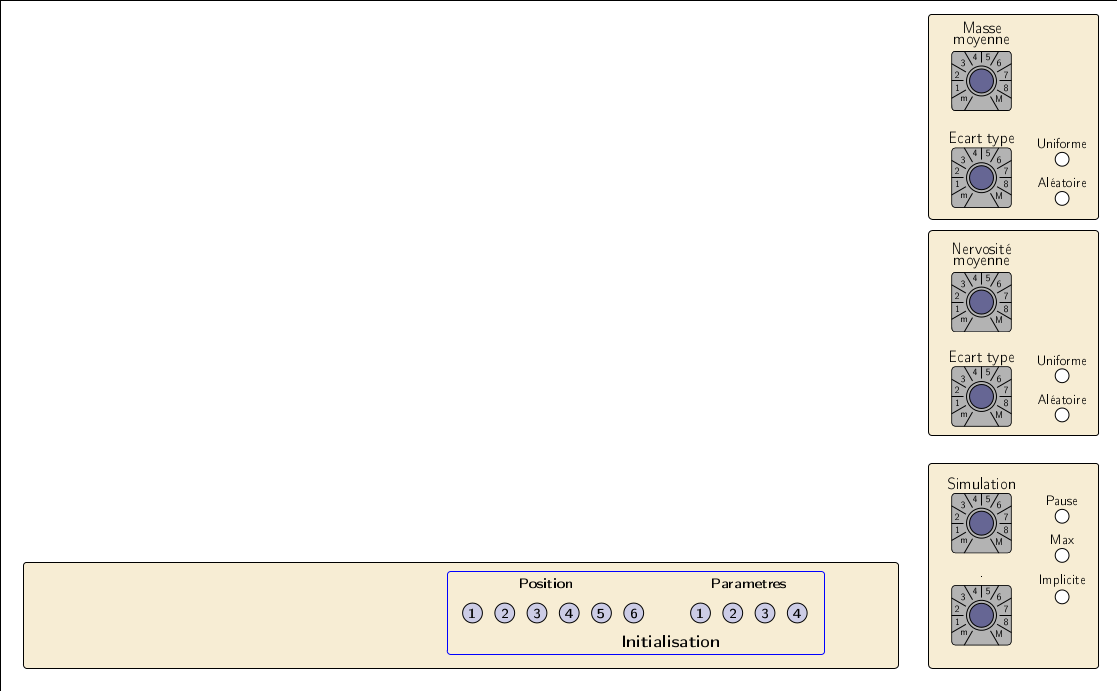 Masse
moyenne
4 5
3 6
2 7
1 8
m M
Ecart type
4 5
3 6
2 7
1 8
m M
Uniforme
Aléatoire
Nervosité
moyenne
4 5
3 6
2 7
1 8
m M
Ecart type
4 5
3 6
2 7
1 8
m M
Uniforme
Aléatoire
Simulation
4 5
3 6
2 7
1 8
m M
.
4 5
3 6
2 7
1 8
m M
Pause
Max
Implicite
Position Parametres
1 2 3 4 5 6 1 2 3 4
Initialisation